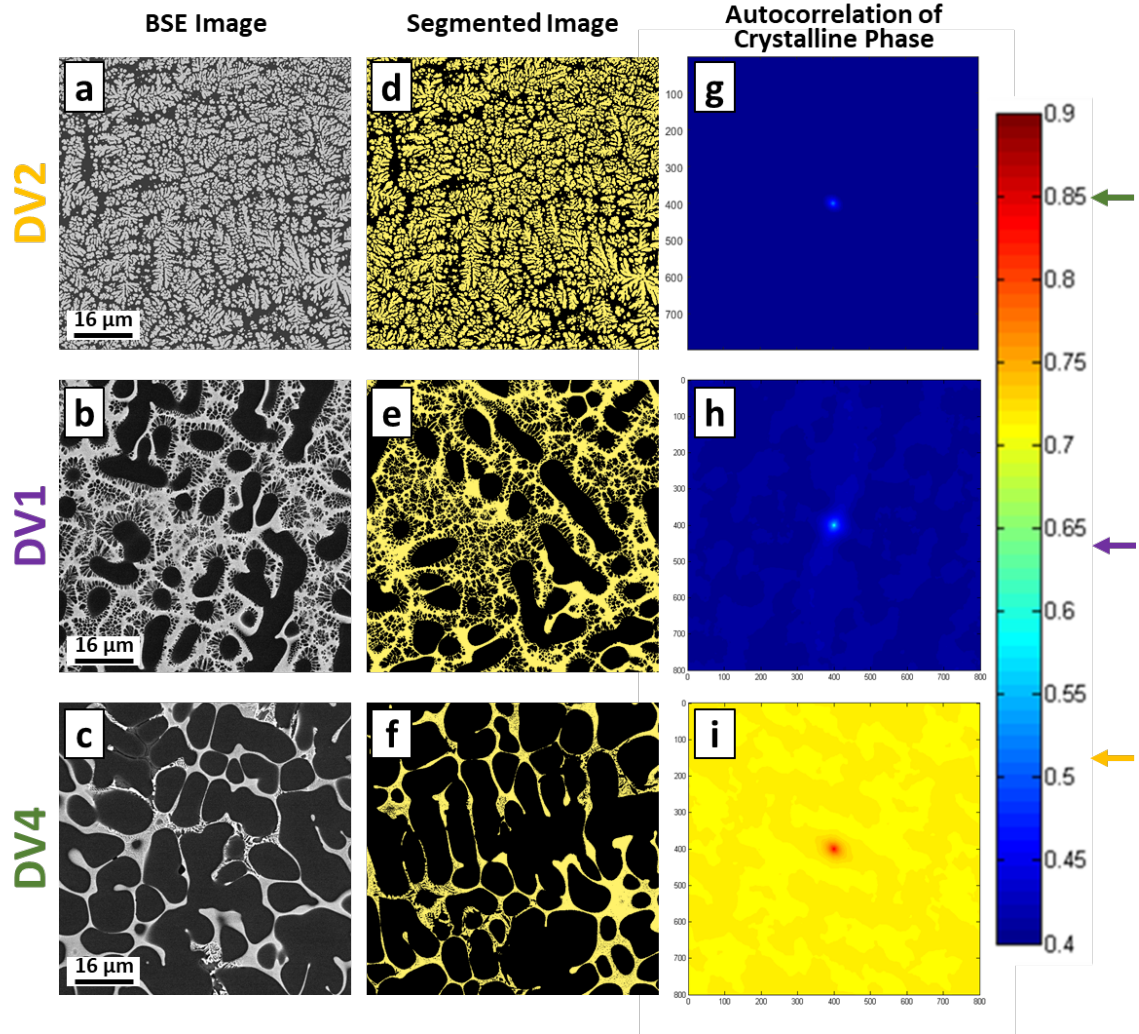 BSE Image
Segmented Image
Autocorrelation of
Crystalline Phase
DV2
a
16 µm
d
g
100
200
300
400
500
600
700
DV1
b
16 µm
e
h
0
100
200
300
400
500
600
700
800
0 100 200 300 400 500 600 700 800
DV4
c
16 µm
f
i
0
100
200
300
400
500
600
700
800
0 100 200 300 400 500 600 700 800
0.9
0.85
0.8
0.75
0.7
0.65
0.6
0.55
0.5
0.45
0.4